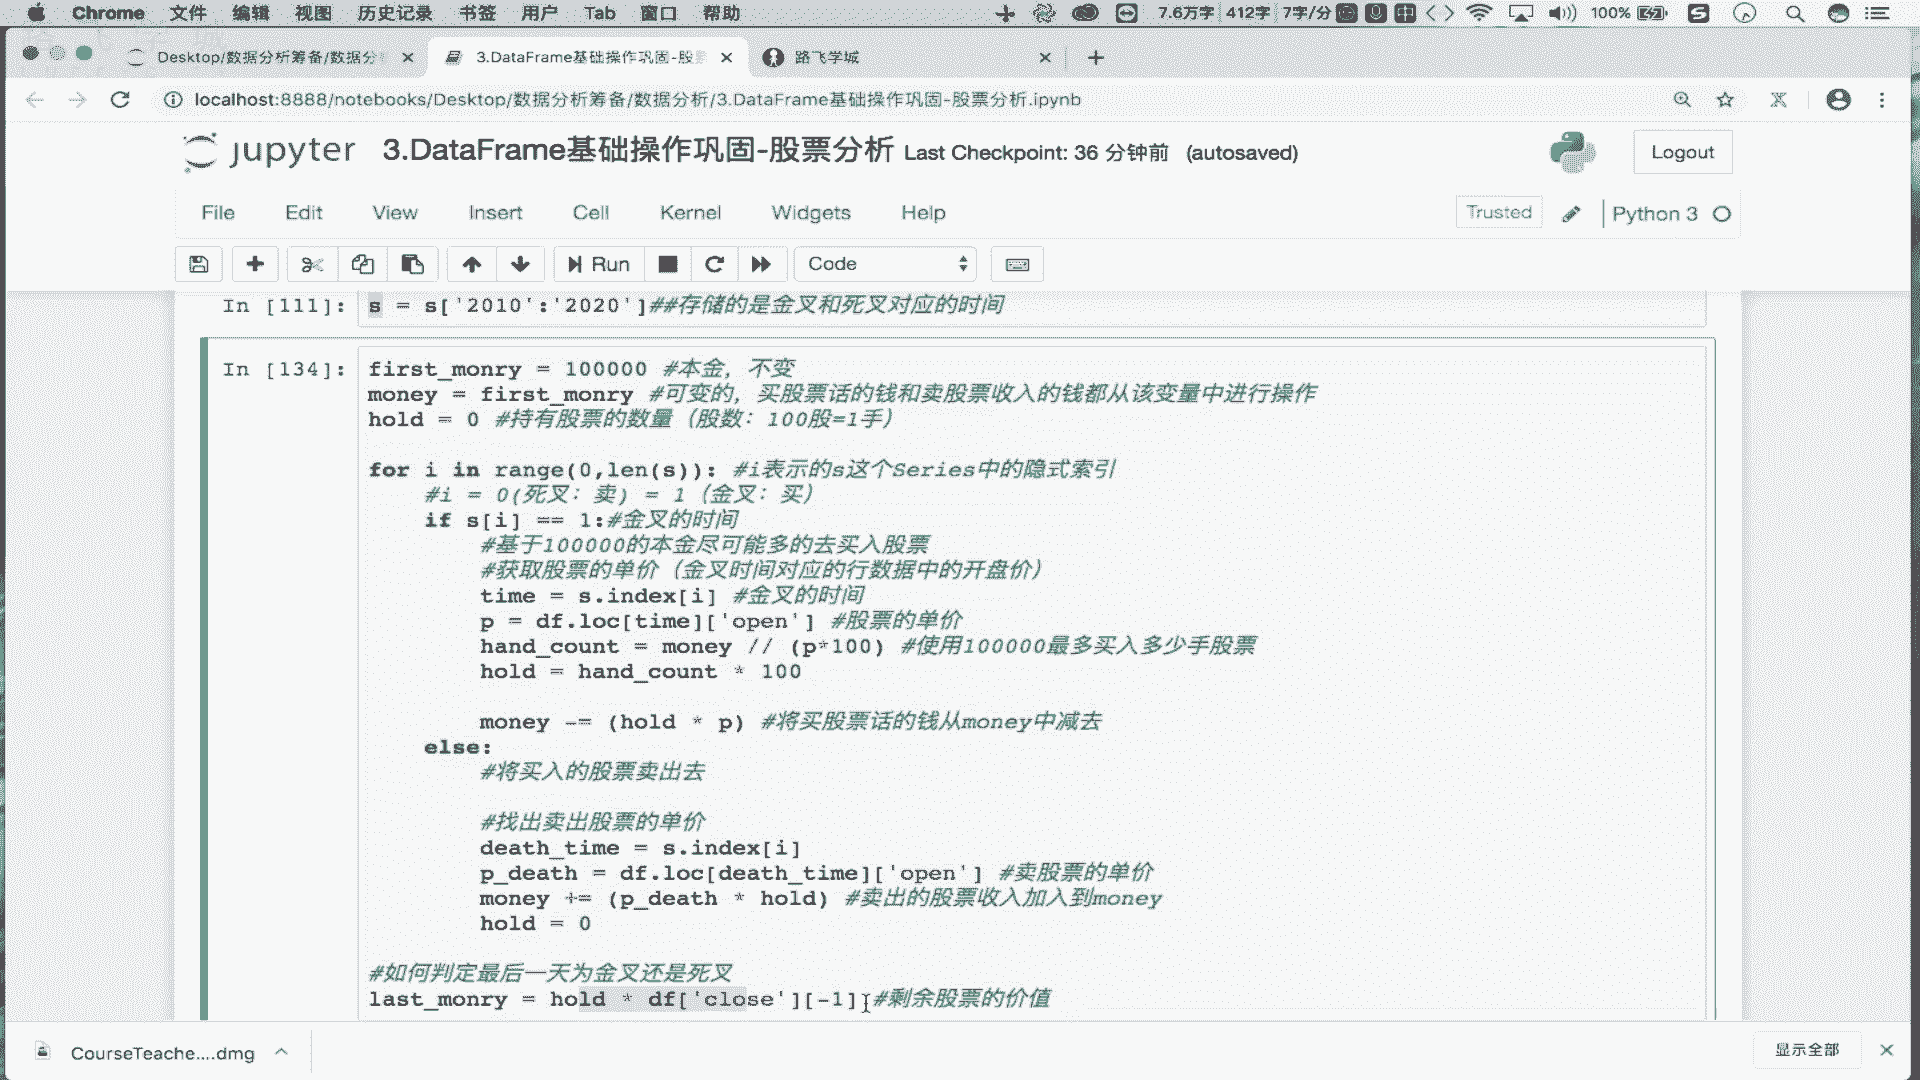 Chrome 文件 编辑 视图 历史记录 书签 用户 Tab 窗口 帮助 7.6万字 412字 7字/分 中 100%
Desktop/数据分析筹备/数据分 3.DataFrame基础操作巩固-股 路飞学城
localhost:8888/notebooks/Desktop/数据分析筹备/数据分析/3.DataFrame基础操作巩固-股票分析.ipynb
jupyter 3.DataFrame基础操作巩固-股票分析 Last Checkpoint: 36 分钟前 (autosaved) Logout
File Edit View Insert Cell Kernel Widgets Help Trusted Python 3
Run Code
In [111]: s = s['2010':'2020']##存储的是金叉和死叉对应的时间
In [134]: first_monry = 100000 #本金，不变
money = first_monry #可变的，买股票话的钱和卖股票收入的钱都从该变量中进行操作
hold = 0 #持有股票的数量（股数：100股=1手）
for i in range(0,len(s)): #i表示的s这个Series中的隐式索引
#i = 0(死叉：卖) = 1（金叉：买）
if s[i] == 1:#金叉的时间
#基于100000的本金尽可能多的去买入股票
#获取股票的单价（金叉时间对应的行数据中的开盘价）
time = s.index[i] #金叉的时间
p = df.loc[time]['open'] #股票的单价
hand_count = money // (p*100) #使用100000最多买入多少手股票
hold = hand_count * 100
money -= (hold * p) #将买股票话的钱从money中减去
else:
#将买入的股票卖出去
#找出卖出股票的单价
death_time = s.index[i]
p_death = df.loc[death_time]['open'] #卖股票的单价
money += (p_death * hold) #卖出的股票收入加入到money
hold = 0
#如何判定最后一天为金叉还是死叉
last_monry = hold * df['close'][-1] #剩余股票的价值
CourseTeache....dmg 显示全部